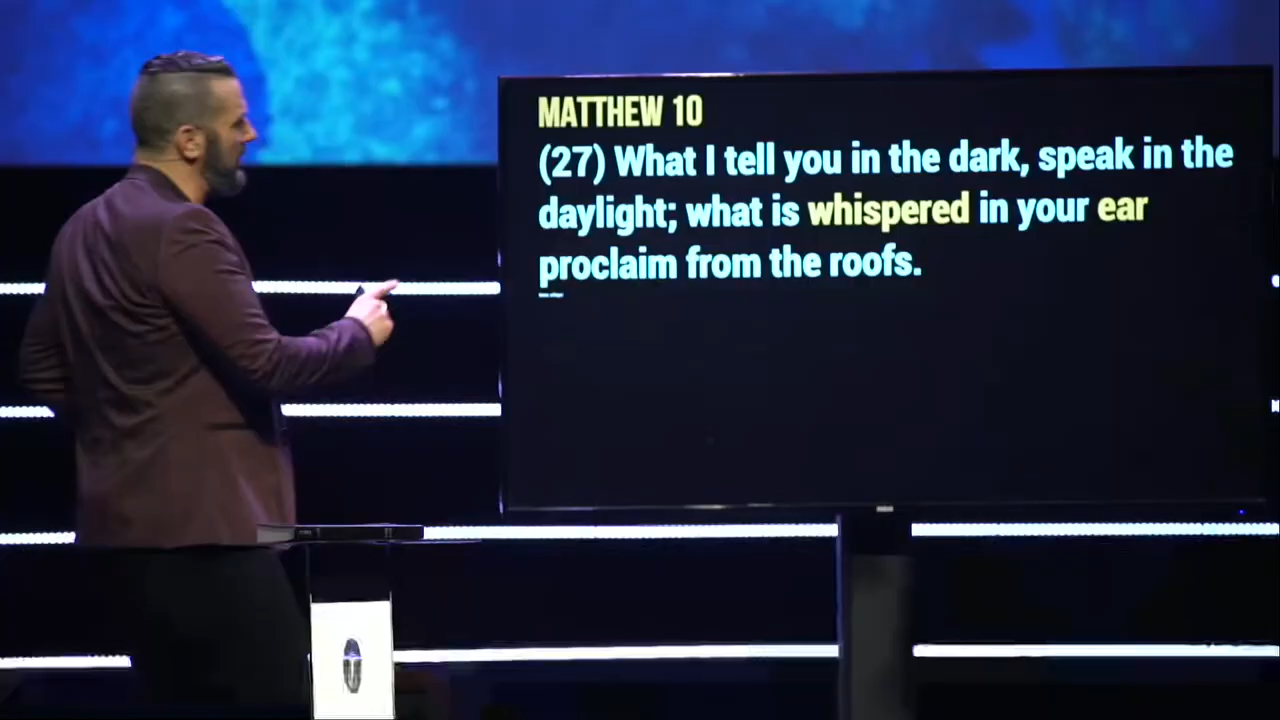 MATTHEW 10
(27) What I tell you in the dark, speak in the
daylight; what is whispered in your ear
proclaim from the roofs.